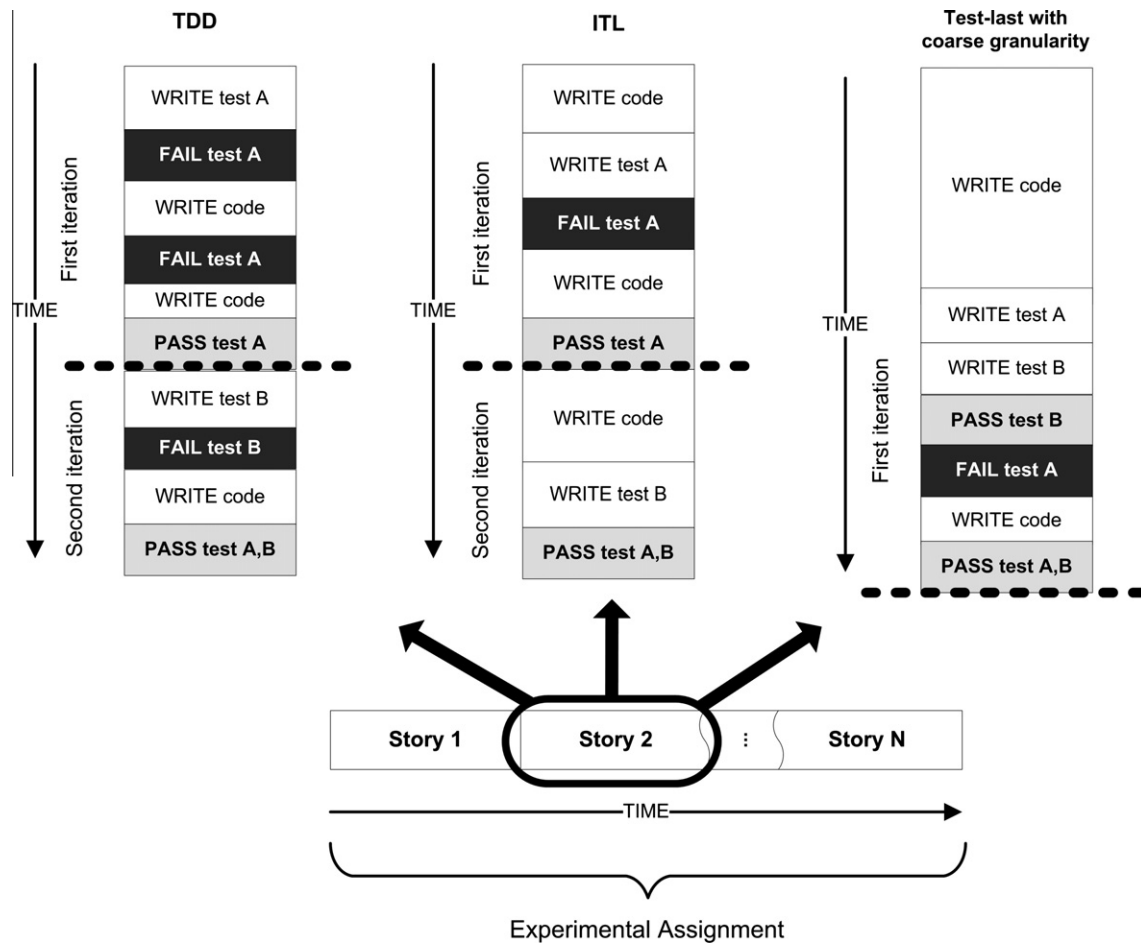 TDD
TIME
First iteration
Second iteration
WRITE test A
FAIL test A
WRITE code
FAIL test A
WRITE code
PASS test A
WRITE test B
FAIL test B
WRITE code
PASS test A,B
ITL
TIME
First iteration
Second iteration
WRITE code
WRITE test A
FAIL test A
WRITE code
PASS test A
WRITE code
WRITE test B
PASS test A,B
Test-last with
coarse granularity
TIME
First iteration
WRITE code
WRITE test A
WRITE test B
PASS test B
FAIL test A
WRITE code
PASS test A,B
Story 1
Story 2
...
Story N
TIME
Experimental Assignment